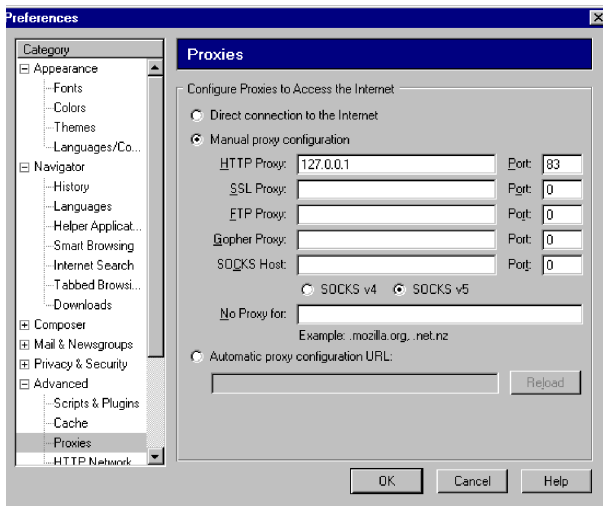 Preferences
Category
Appearance
Fonts
Colors
Themes
Languages/Co...
Navigator
History
Languages
Helper Applicat...
Smart Browsing
Internet Search
Tabbed Browsi...
Downloads
Composer
Mail & Newsgroups
Privacy & Security
Advanced
Scripts & Plugins
Cache
Proxies
HTTP Network
Proxies
Configure Proxies to Access the Internet
Direct connection to the Internet
Manual proxy configuration
HTTP Proxy: 127.0.0.1 Port: 83
SSL Proxy: Port: 0
FTP Proxy: Port: 0
Gopher Proxy: Port: 0
SOCKS Host: Port: 0
SOCKS v4 SOCKS v5
No Proxy for:
Example: .mozilla.org, .net.nz
Automatic proxy configuration URL:
Reload
OK Cancel Help